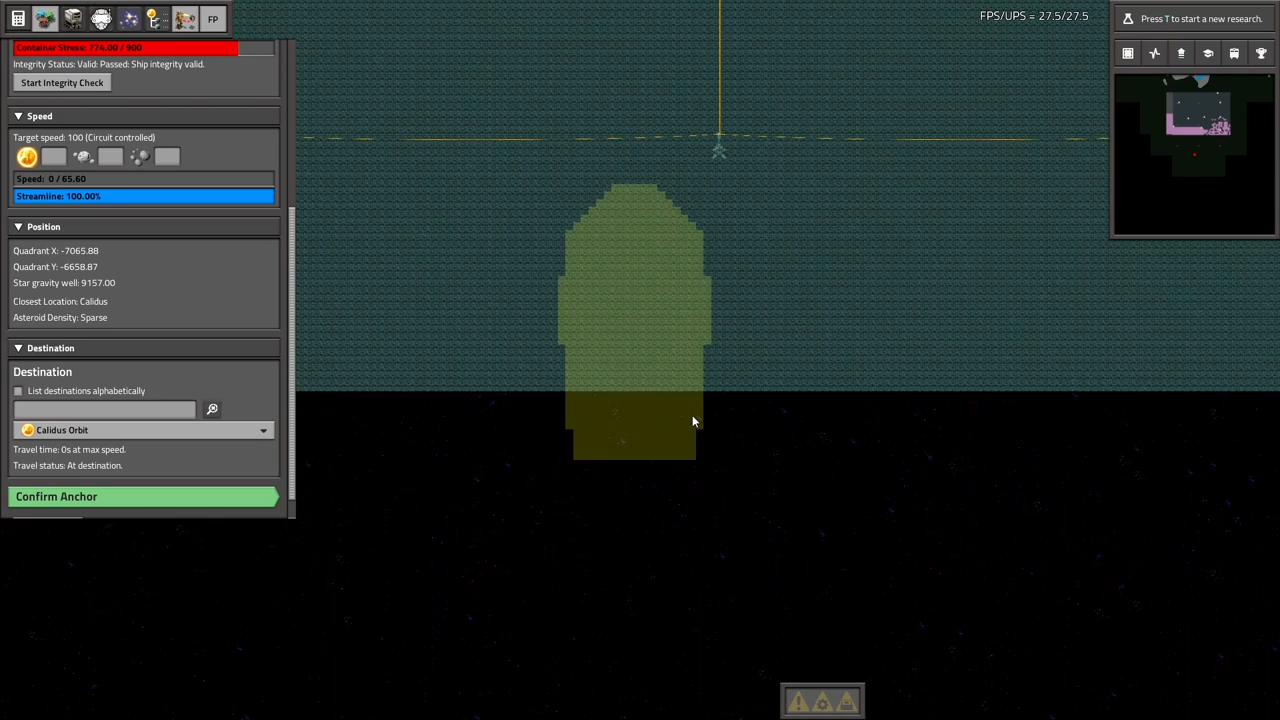 FP
FPS/UPS = 27.5/27.5
Press T to start a new research.
Container Stress: 774.00 / 900
Integrity Status: Valid: Passed: Ship integrity valid.
Start Integrity Check
Speed
Target speed: 100 (Circuit controlled)
Speed: 0 / 65.60
Streamline: 100.00%
Position
Quadrant X: -7065.88
Quadrant Y: -6658.87
Star gravity well: 9157.00
Closest Location: Calidus
Asteroid Density: Sparse
Destination
Destination
List destinations alphabetically
Calidus Orbit
Travel time: 0s at max speed.
Travel status: At destination.
Confirm Anchor